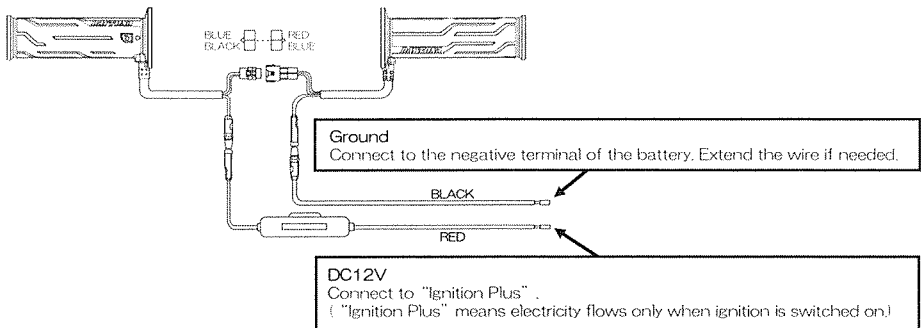 BLUE RED
BLACK BLUE
Ground
Connect to the negative terminal of the battery. Extend the wire if needed.
BLACK
RED
DC12V
Connect to “Ignition Plus” .
( “Ignition Plus” means electricity flows only when ignition is switched on.)